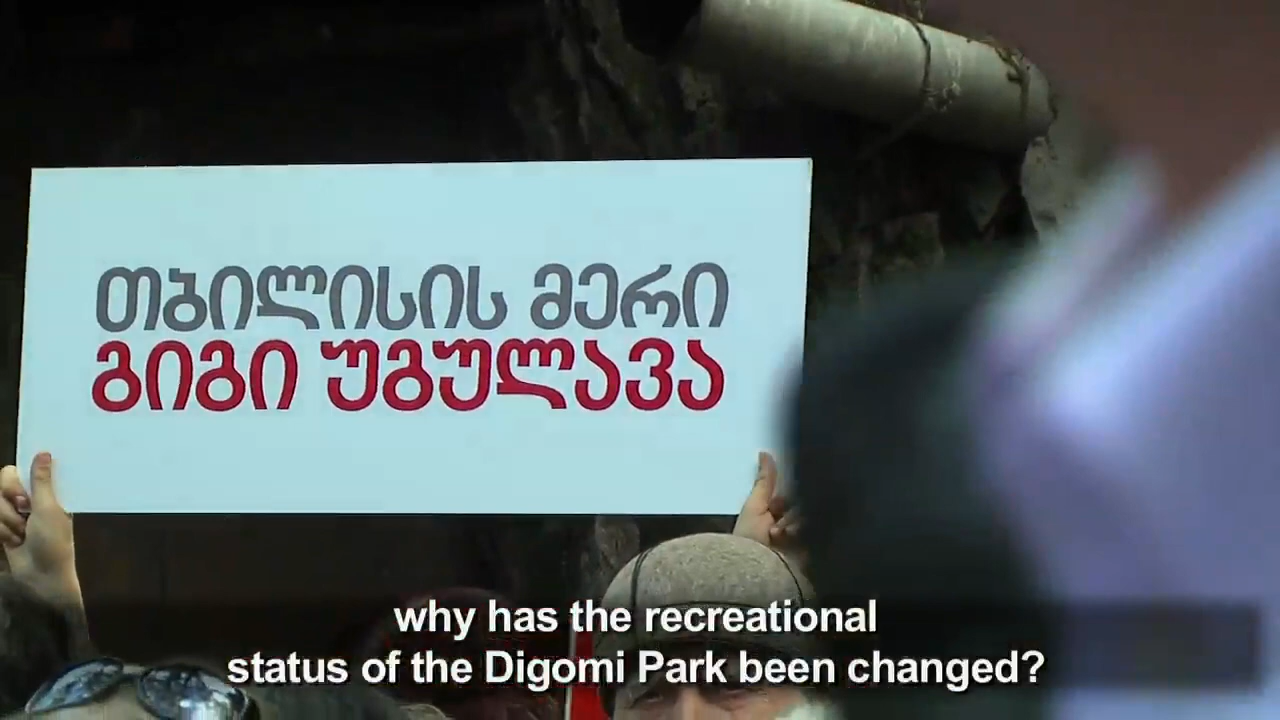 თბილისის მერი
გიგი უგულავა
why has the recreational
status of the Digomi Park been changed?